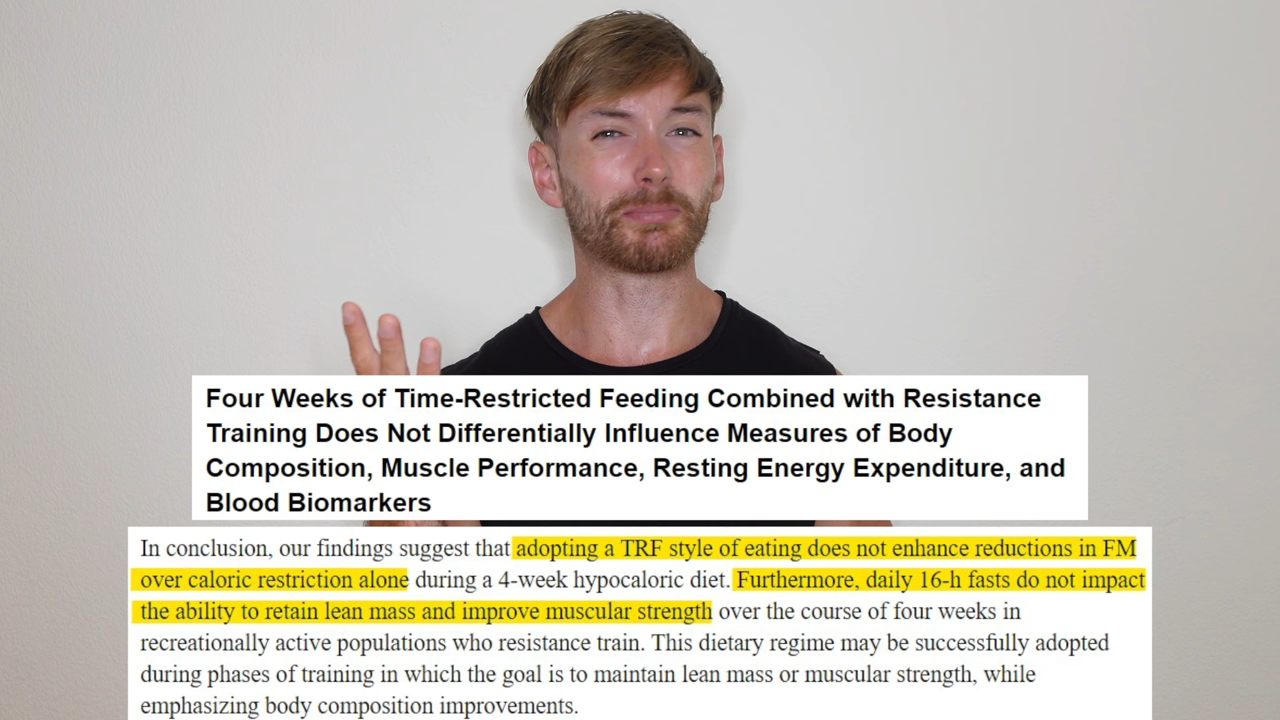 Four Weeks of Time-Restricted Feeding Combined with Resistance
Training Does Not Differentially Influence Measures of Body
Composition, Muscle Performance, Resting Energy Expenditure, and
Blood Biomarkers
In conclusion, our findings suggest that adopting a TRF style of eating does not enhance reductions in FM
over caloric restriction alone during a 4-week hypocaloric diet. Furthermore, daily 16-h fasts do not impact
the ability to retain lean mass and improve muscular strength over the course of four weeks in
recreationally active populations who resistance train. This dietary regime may be successfully adopted
during phases of training in which the goal is to maintain lean mass or muscular strength, while
emphasizing body composition improvements.